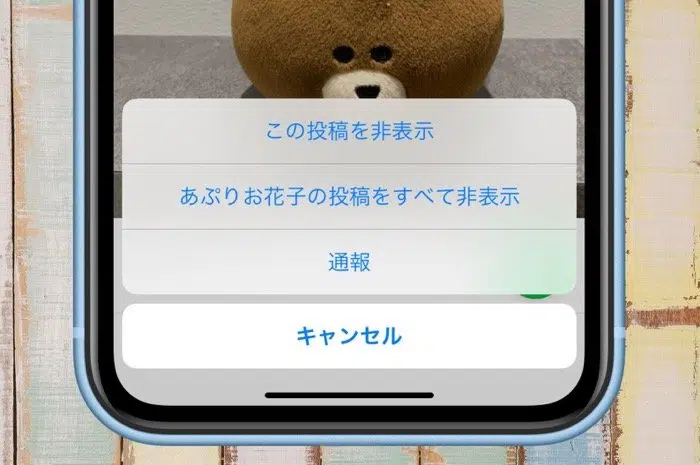 この投稿を非表示
あぷりお花子の投稿をすべて非表示
通報
キャンセル